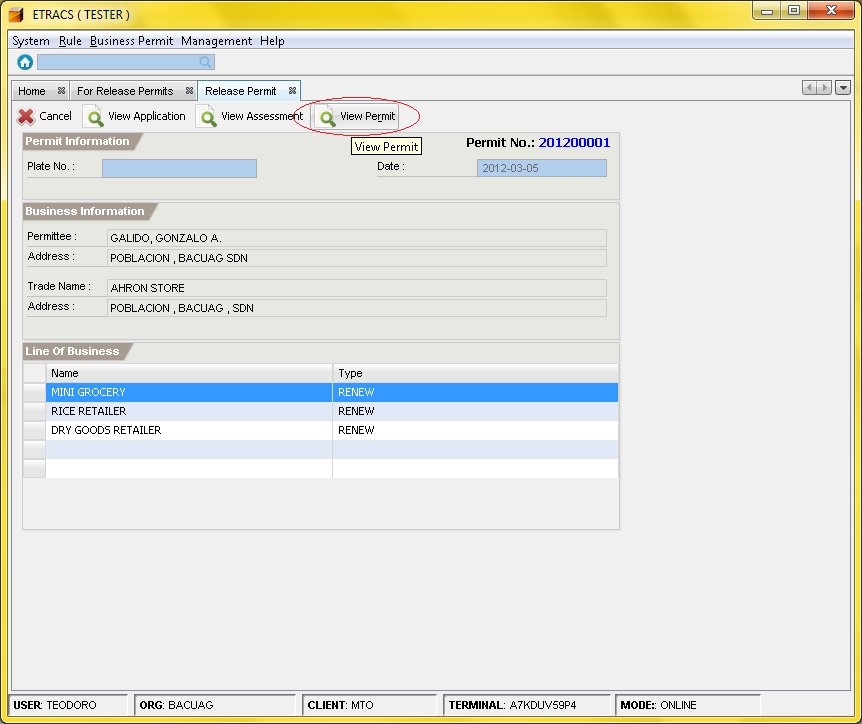 ETRACS ( TESTER )
System Rule Business Permit Management Help
Home For Release Permits Release Permit
Cancel View Application View Assessment View Permit
View Permit
Permit Information
Permit No.: 201200001
Plate No. : Date : 2012-03-05
Business Information
Permittee : GALIDO, GONZALO A.
Address : POBLACION , BACUAG SDN
Trade Name : AHRON STORE
Address : POBLACION , BACUAG , SDN
Line Of Business
Name Type
MINI GROCERY RENEW
RICE RETAILER RENEW
DRY GOODS RETAILER RENEW
USER: TEODORO ORG: BACUAG CLIENT: MTO TERMINAL: A7KDUV59P4 MODE:: ONLINE